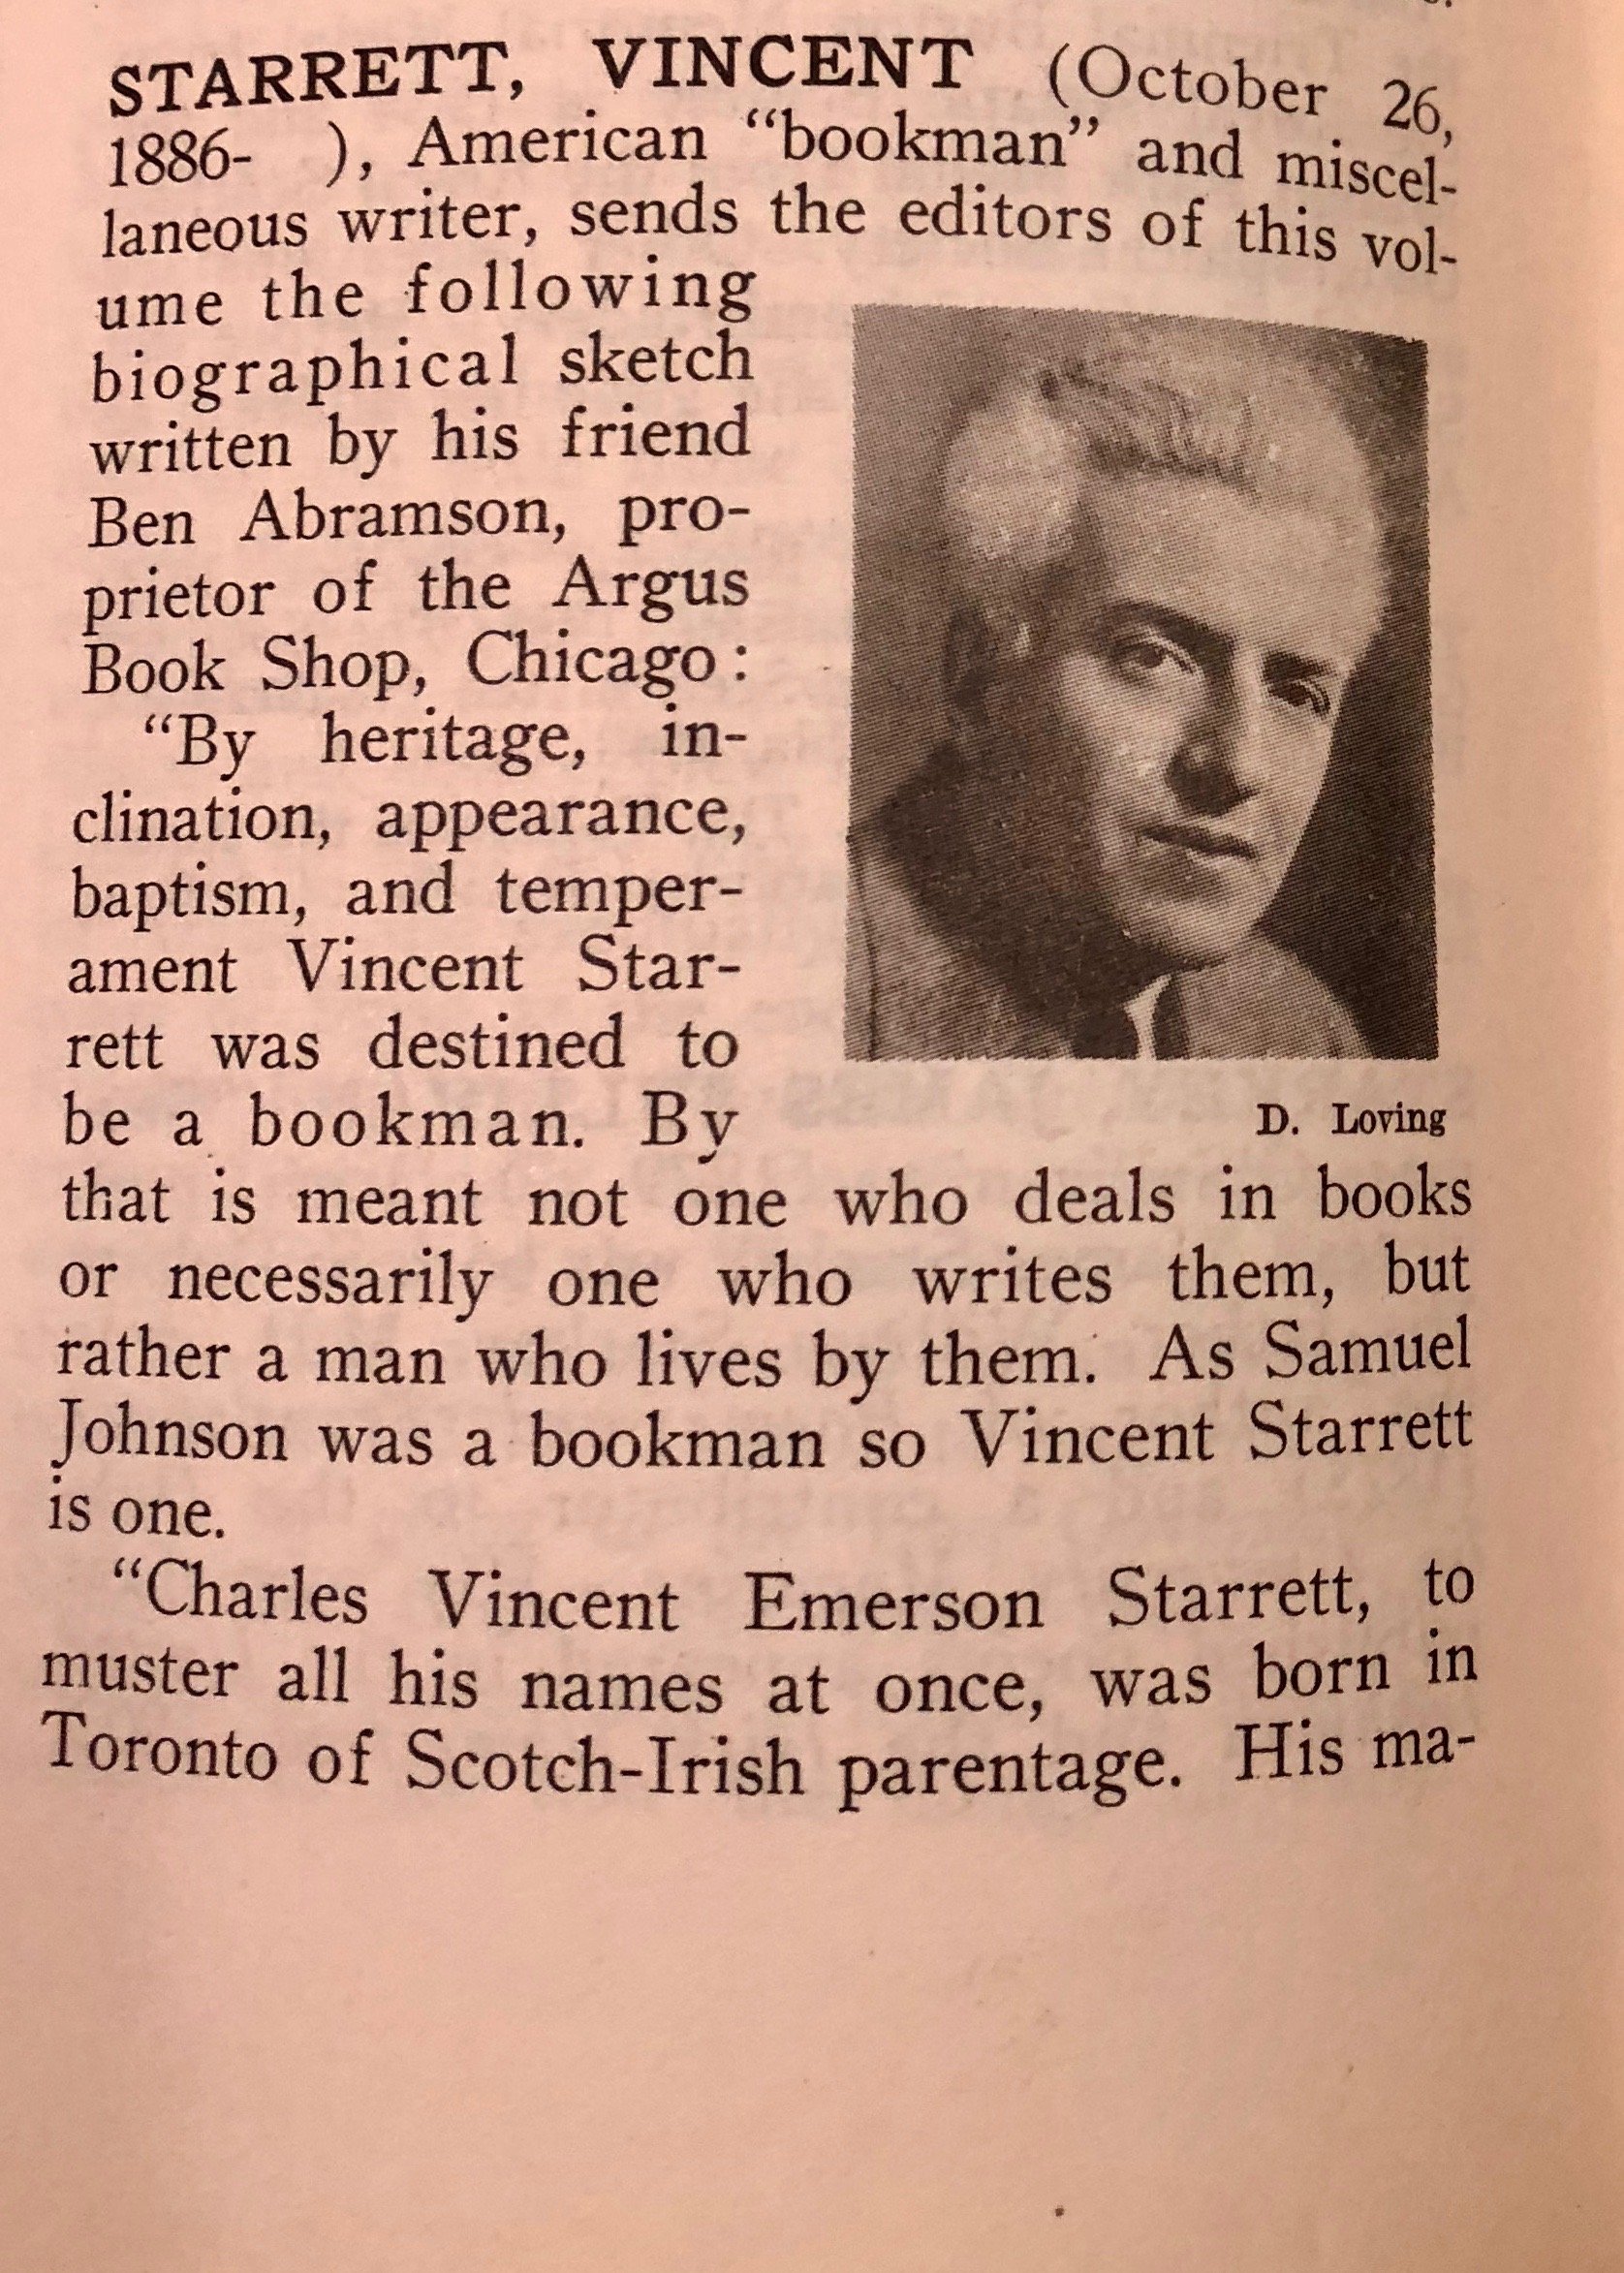 STARRETT, VINCENT (October 26,
1886- ), American “bookman” and miscel-
laneous writer, sends the editors of this vol-
ume the following
biographical sketch
written by his friend
Ben Abramson, pro-
prietor of the Argus
Book Shop, Chicago:
“By heritage, in-
clination, appearance,
baptism, and temper-
ament Vincent Star-
rett was destined to
be a bookman. By
D. Loving
that is meant not one who deals in books
or necessarily one who writes them, but
rather a man who lives by them. As Samuel
Johnson was a bookman so Vincent Starrett
is one.
“Charles Vincent Emerson Starrett, to
muster all his names at once, was born in
Toronto of Scotch-Irish parentage. His ma-